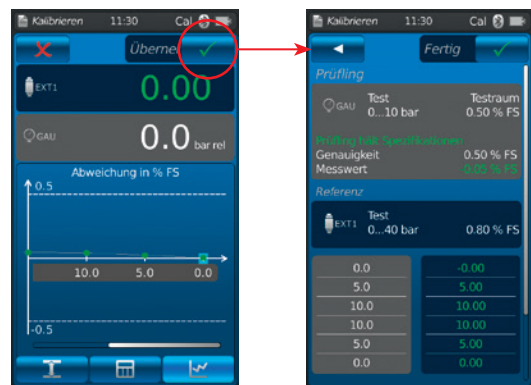 Kalibrieren 11:30 Cal
Überne
EXT1 0.00
GAU 0.0 bar rel
Abweichung in % FS
0.5
10.0 5.0 0.0
-0.5
Kalibrieren 11:30 Cal
Fertig
Prüfling
GAU Test Testraum
0...10 bar 0.50 % FS
Prüfling hält Spezifikationen
Genauigkeit 0.50 % FS
Messwert 0.05 % FS
Referenz
EXT1 Test
0...40 bar 0.80 % FS
0.0 -0.00
5.0 5.00
10.0 10.00
10.0 10.00
5.0 5.00
0.0 0.00